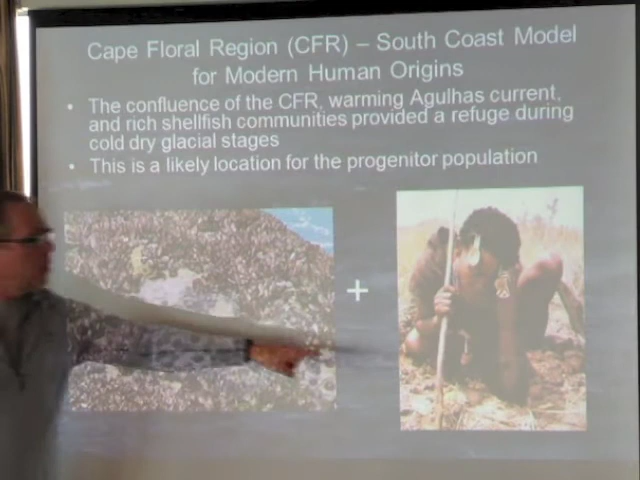 Cape Floral Region (CFR) – South Coast Model
for Modern Human Origins
• The confluence of the CFR, warming Agulhas current,
and rich shellfish communities provided a refuge during
cold dry glacial stages
• This is a likely location for the progenitor population
+